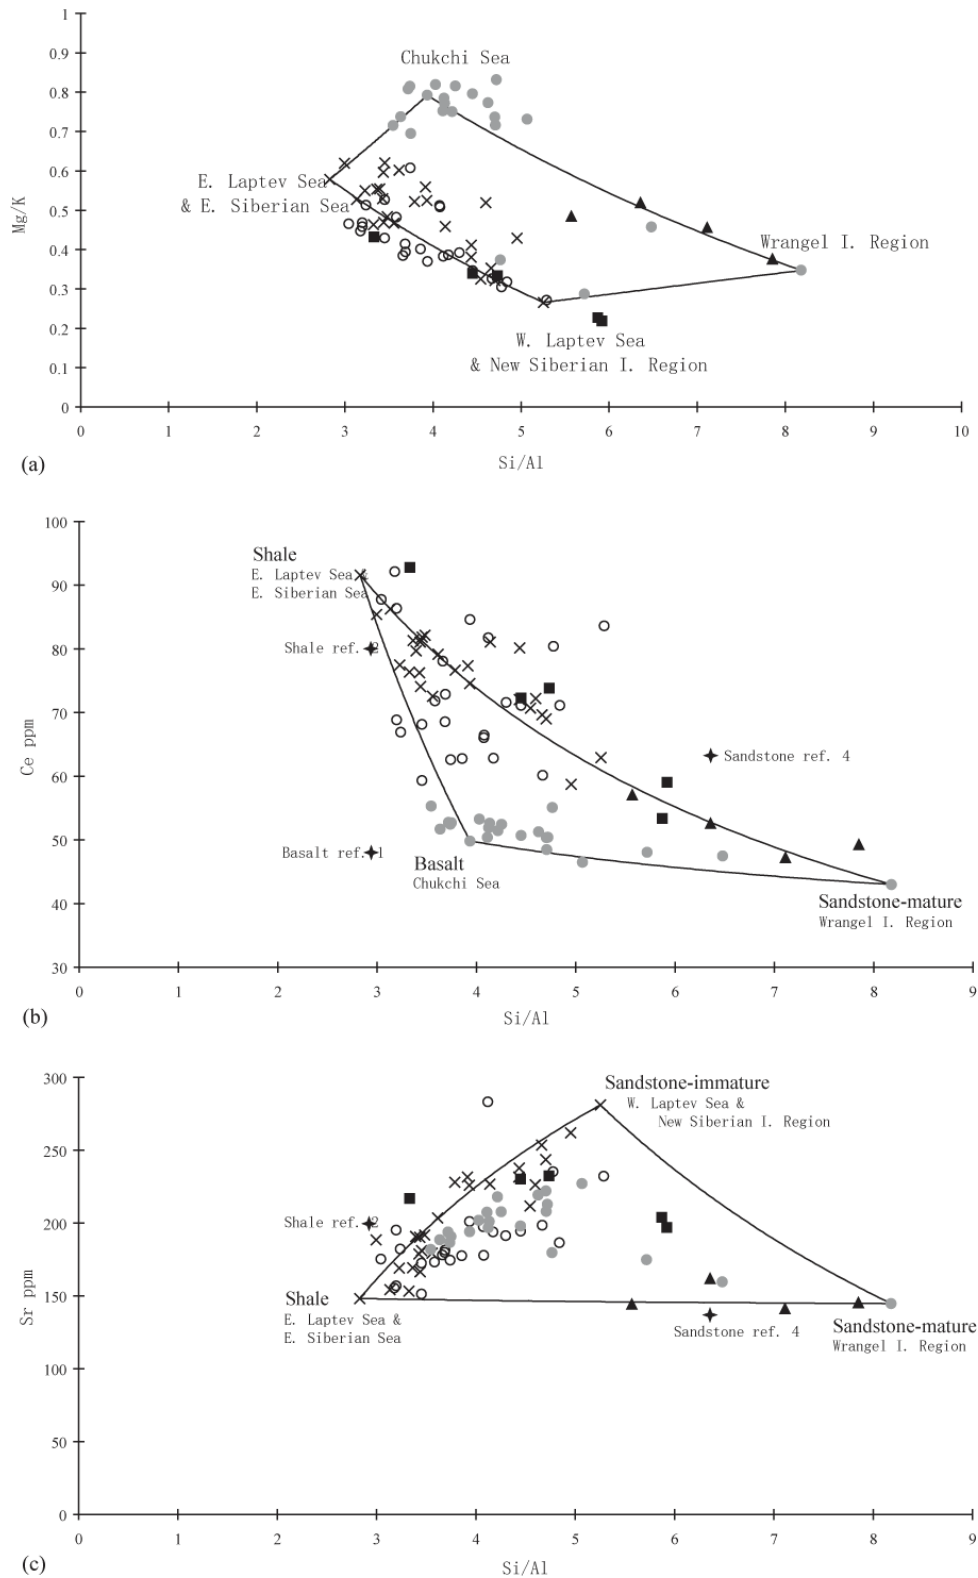 1
0.9
0.8
0.7
0.6
0.5
0.4
0.3
0.2
0.1
0
Mg/K
Chukchi Sea
E. Laptev Sea
& E. Siberian Sea
Wrangel I. Region
W. Laptev Sea
& New Siberian I. Region
0 1 2 3 4 5 6 7 8 9 10
Si/Al
(a)
100
90
80
70
60
50
40
30
Ce ppm
Shale
E. Laptev Sea &
E. Siberian Sea
Shale ref. 2
Sandstone ref. 4
Basalt ref. 1
Basalt
Chukchi Sea
Sandstone-mature
Wrangel I. Region
0 1 2 3 4 5 6 7 8 9
Si/Al
(b)
300
250
200
150
100
50
0
Sr ppm
Sandstone-immature
W. Laptev Sea &
New Siberian I. Region
Shale ref. 2
Shale
E. Laptev Sea &
E. Siberian Sea
Sandstone ref. 4
Sandstone-mature
Wrangel I. Region
0 1 2 3 4 5 6 7 8 9
Si/Al
(c)